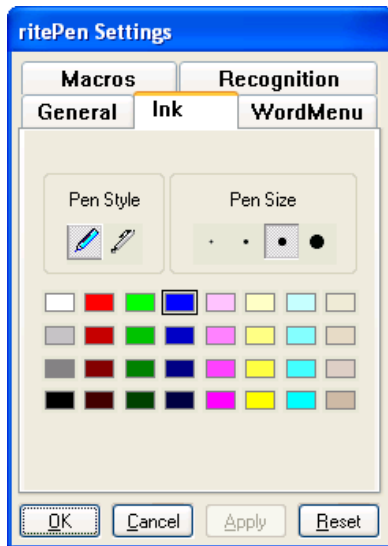 ritePen Settings
Macros Recognition
General Ink WordMenu
Pen Style Pen Size
OK Cancel Apply Reset